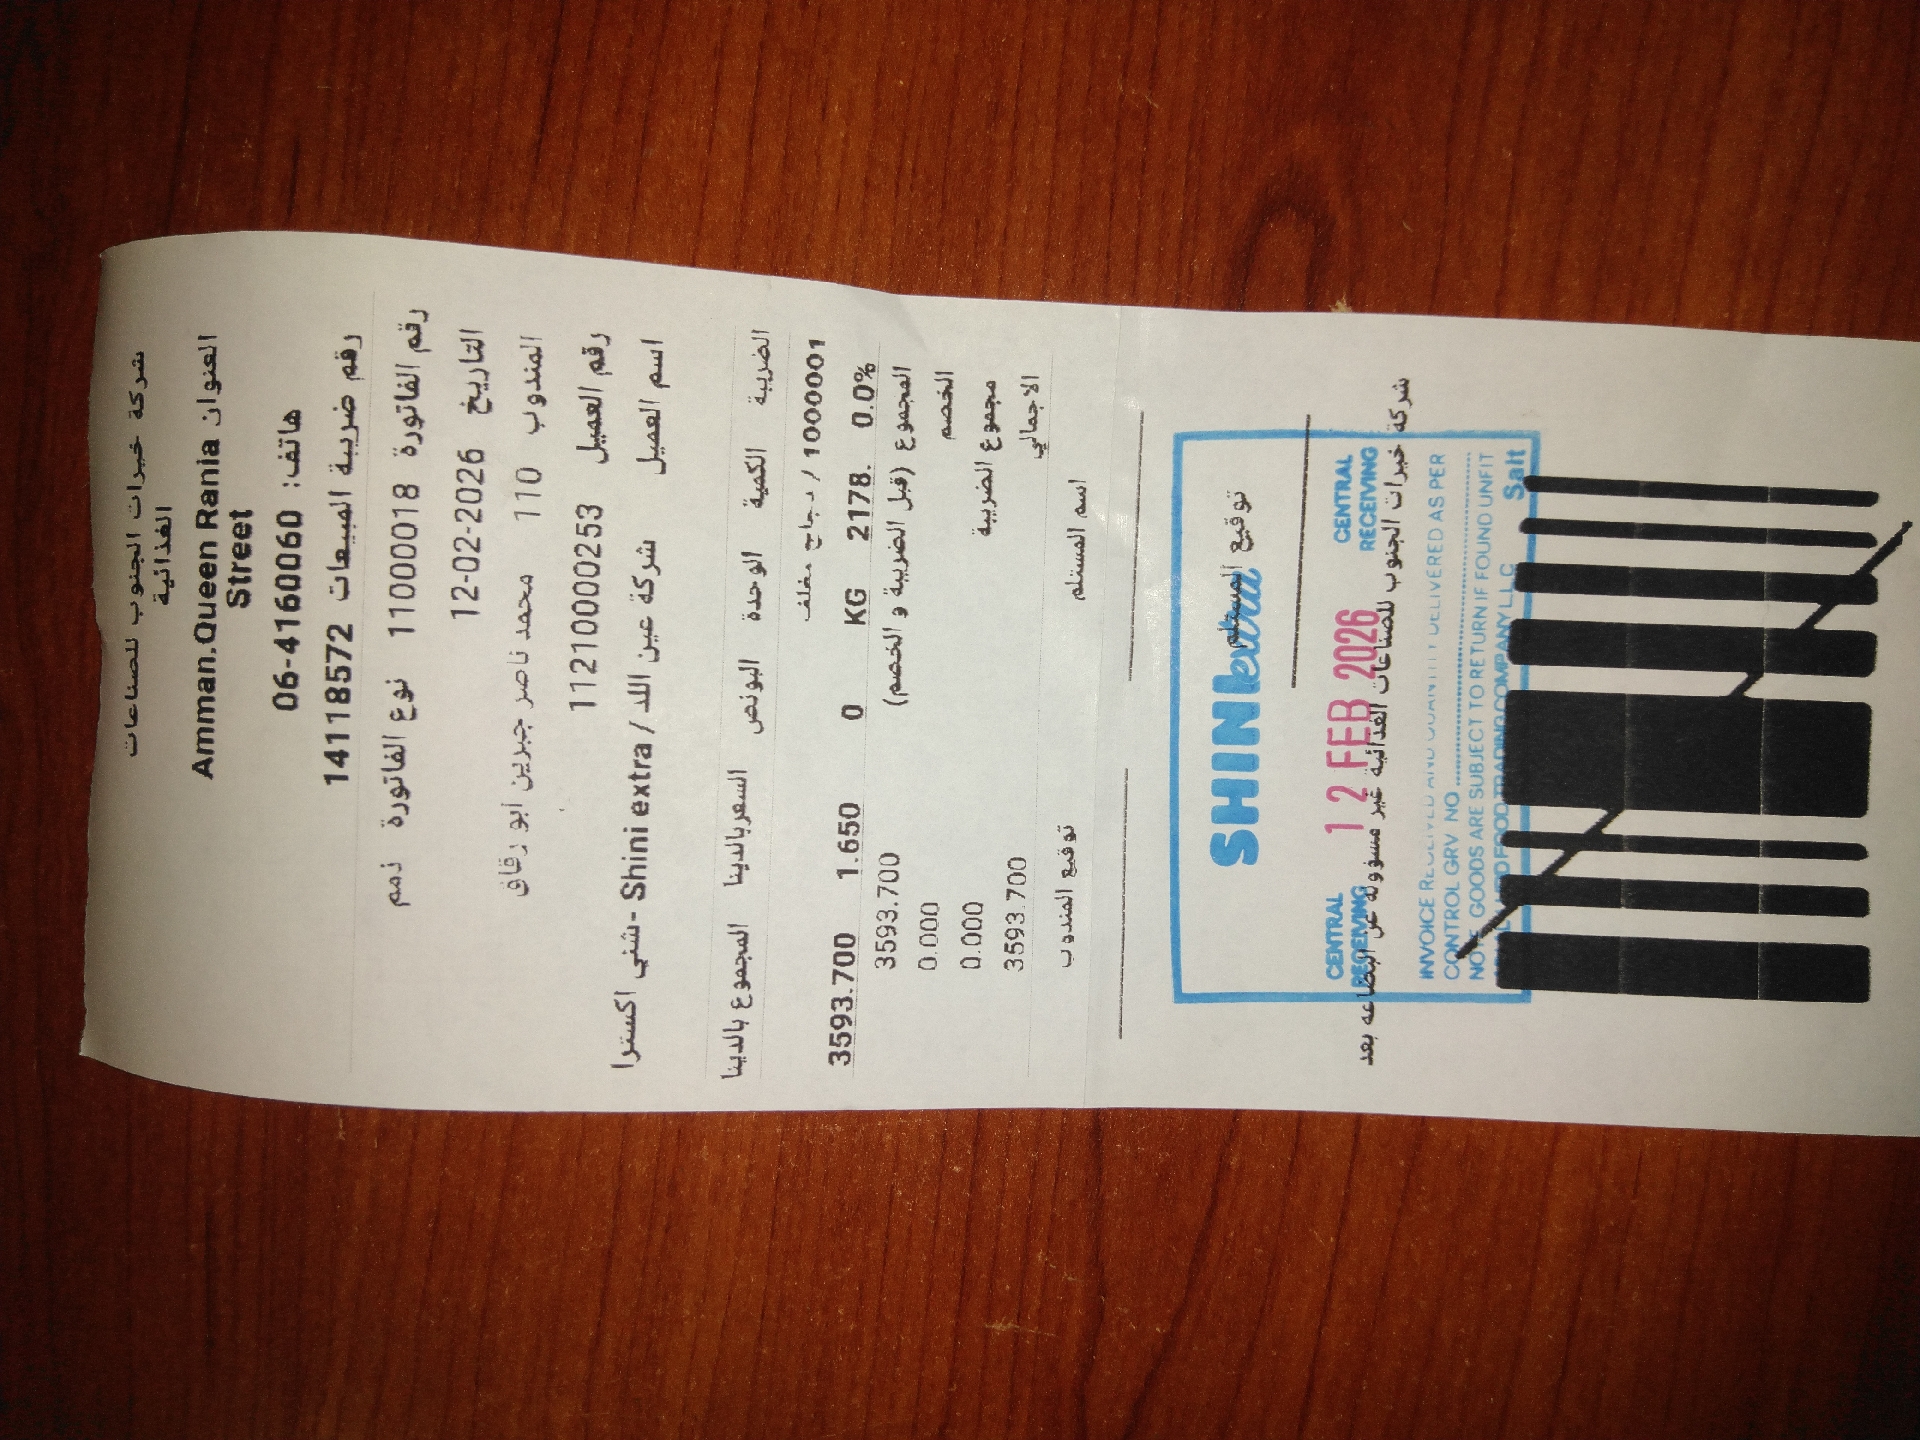 شركة خيرات الجنوب للصناعات
الغذائية
العنوان Amman.Queen Rania
Street
هاتف: 06-4160060
رقم ضريبة المبيعات 14118572
رقم الفاتورة 11000018 نوع الفاتورة ذمم
التاريخ 12-02-2026
المندوب 110 محمد ناصر جبرين ابو رقاق
رقم العميل 11210000253
اسم العميل شركة عين اللد / Shini extra - شني اكسترا
الضريبة الكمية الوحدة البونص السعربالدينا المجموع بالدينا
1000001 / دجاج مغلف
0.0% 2178. KG 0 1.650 3593.700
المجموع (قبل الضريبة و الخصم) 3593.700
الخصم 0.000
مجموع الضريبة 0.000
الاجمالي 3593.700
اسم المستلم توقيع المندوب
توقيع المستلم
SHINI extra
CENTRAL RECEIVING 12 FEB 2026 CENTRAL RECEIVING
شركة خيرات الجنوب للصناعات الغذائية غير مسؤولة عن البضاعه بعد
INVOICE RECEIVED AND QUANTITY DELIVERED AS PER
CONTROL GRV NO
GOODS ARE SUBJECT TO RETURN IF FOUND UNFIT
FOOD TRADING COMPANY LLC Salt